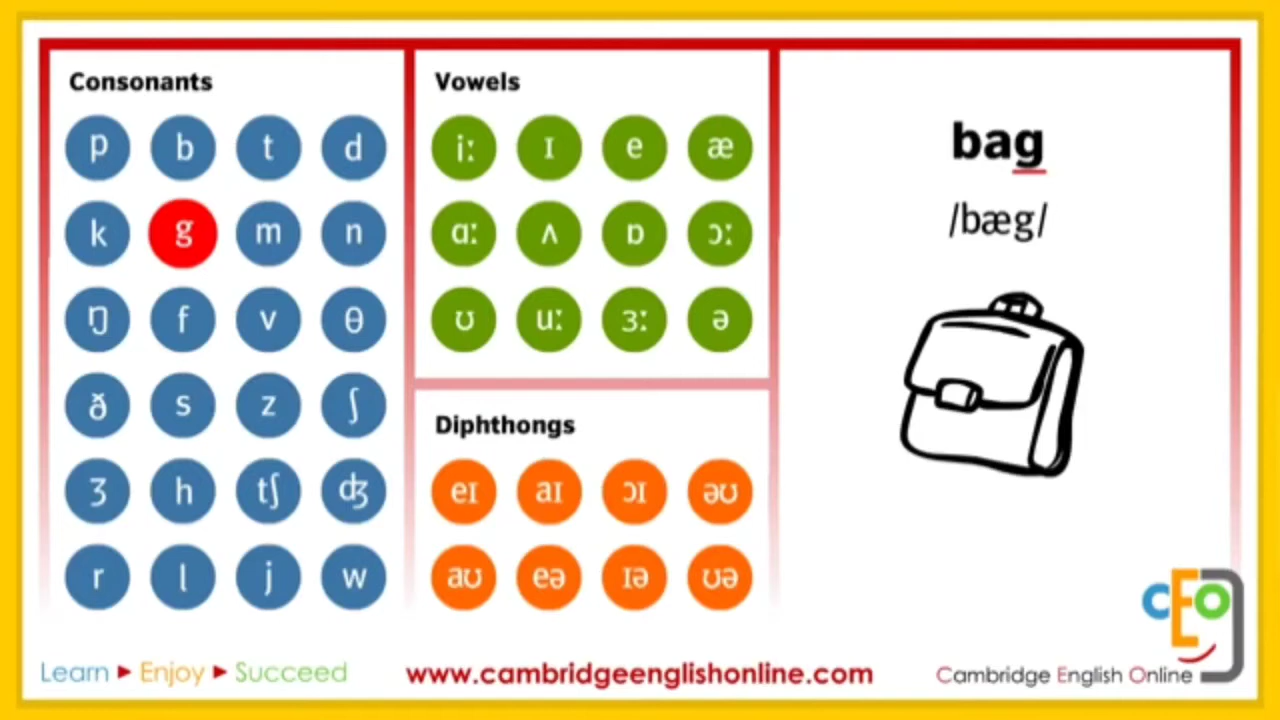 Consonants
p b t d
k g m n
ŋ f v θ
ð s z ʃ
ʒ h tʃ ʤ
r l j w
Vowels
iː ɪ e æ
ɑː ʌ ɒ ɔː
ʊ uː ɜː ə
Diphthongs
eɪ aɪ ɔɪ əʊ
aʊ eə ɪə ʊə
bag
/bæg/
CEO
Learn ► Enjoy ► Succeed
www.cambridgeenglishonline.com
Cambridge English Online